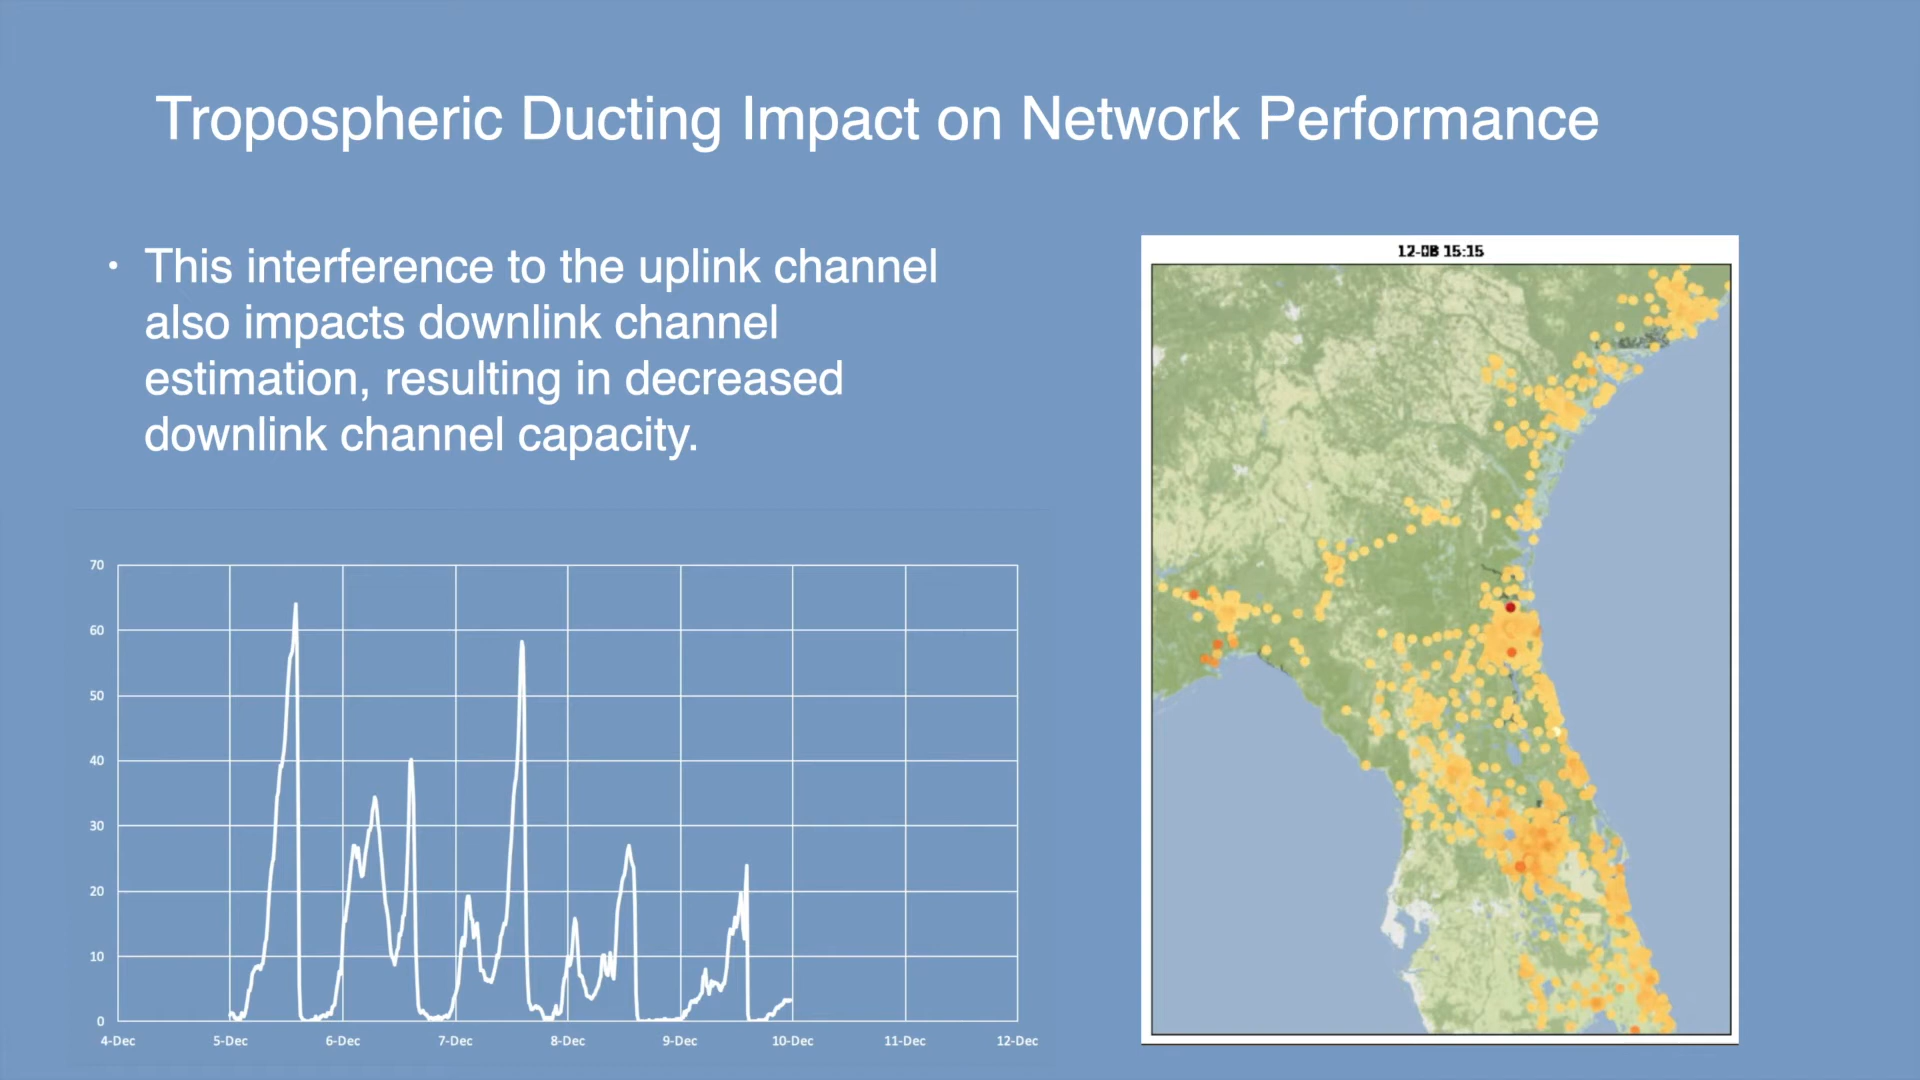 Tropospheric Ducting Impact on Network Performance
• This interference to the uplink channel
also impacts downlink channel
estimation, resulting in decreased
downlink channel capacity.
12-08 15:15
70
60
50
40
30
20
10
0
4-Dec 5-Dec 6-Dec 7-Dec 8-Dec 9-Dec 10-Dec 11-Dec 12-Dec